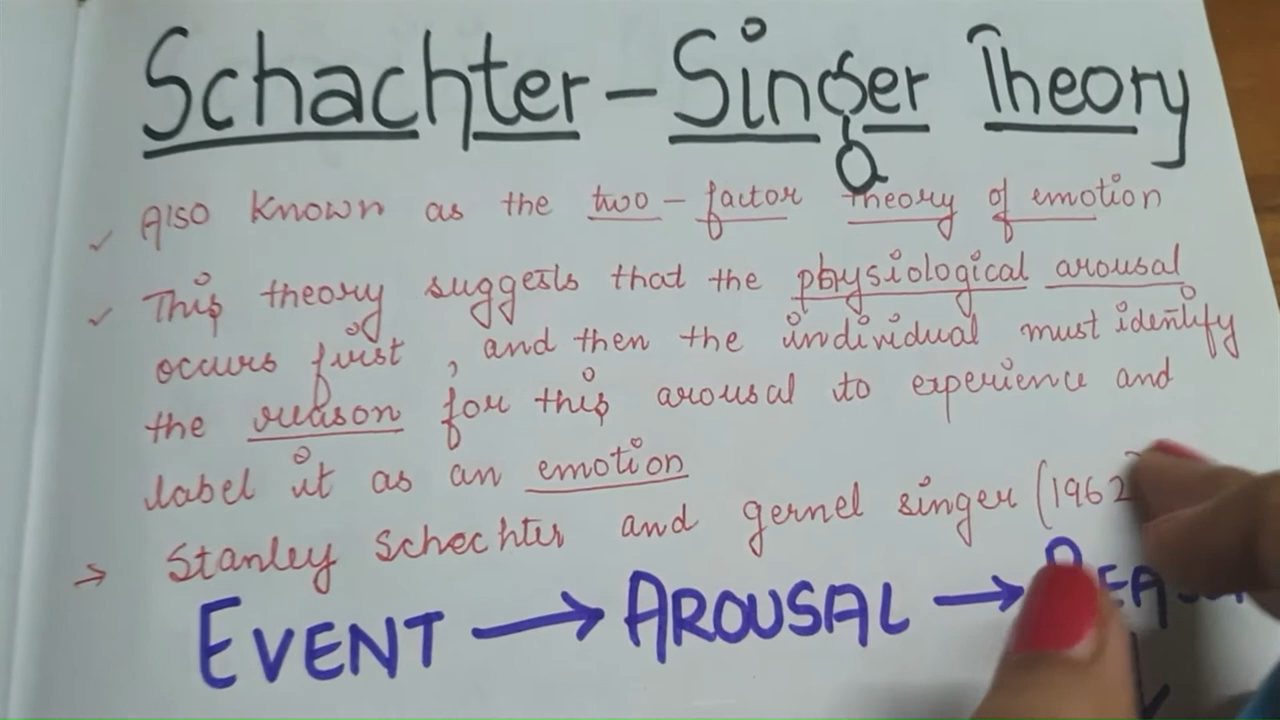 Schachter-Singer Theory
Also known as the two-factor theory of emotion
This theory suggests that the physiological arousal
occurs first, and then the individual must identify
the reason for this arousal to experience and
label it as an emotion
Stanley Schechter and gernel singer (1962
EVENT → AROUSAL →